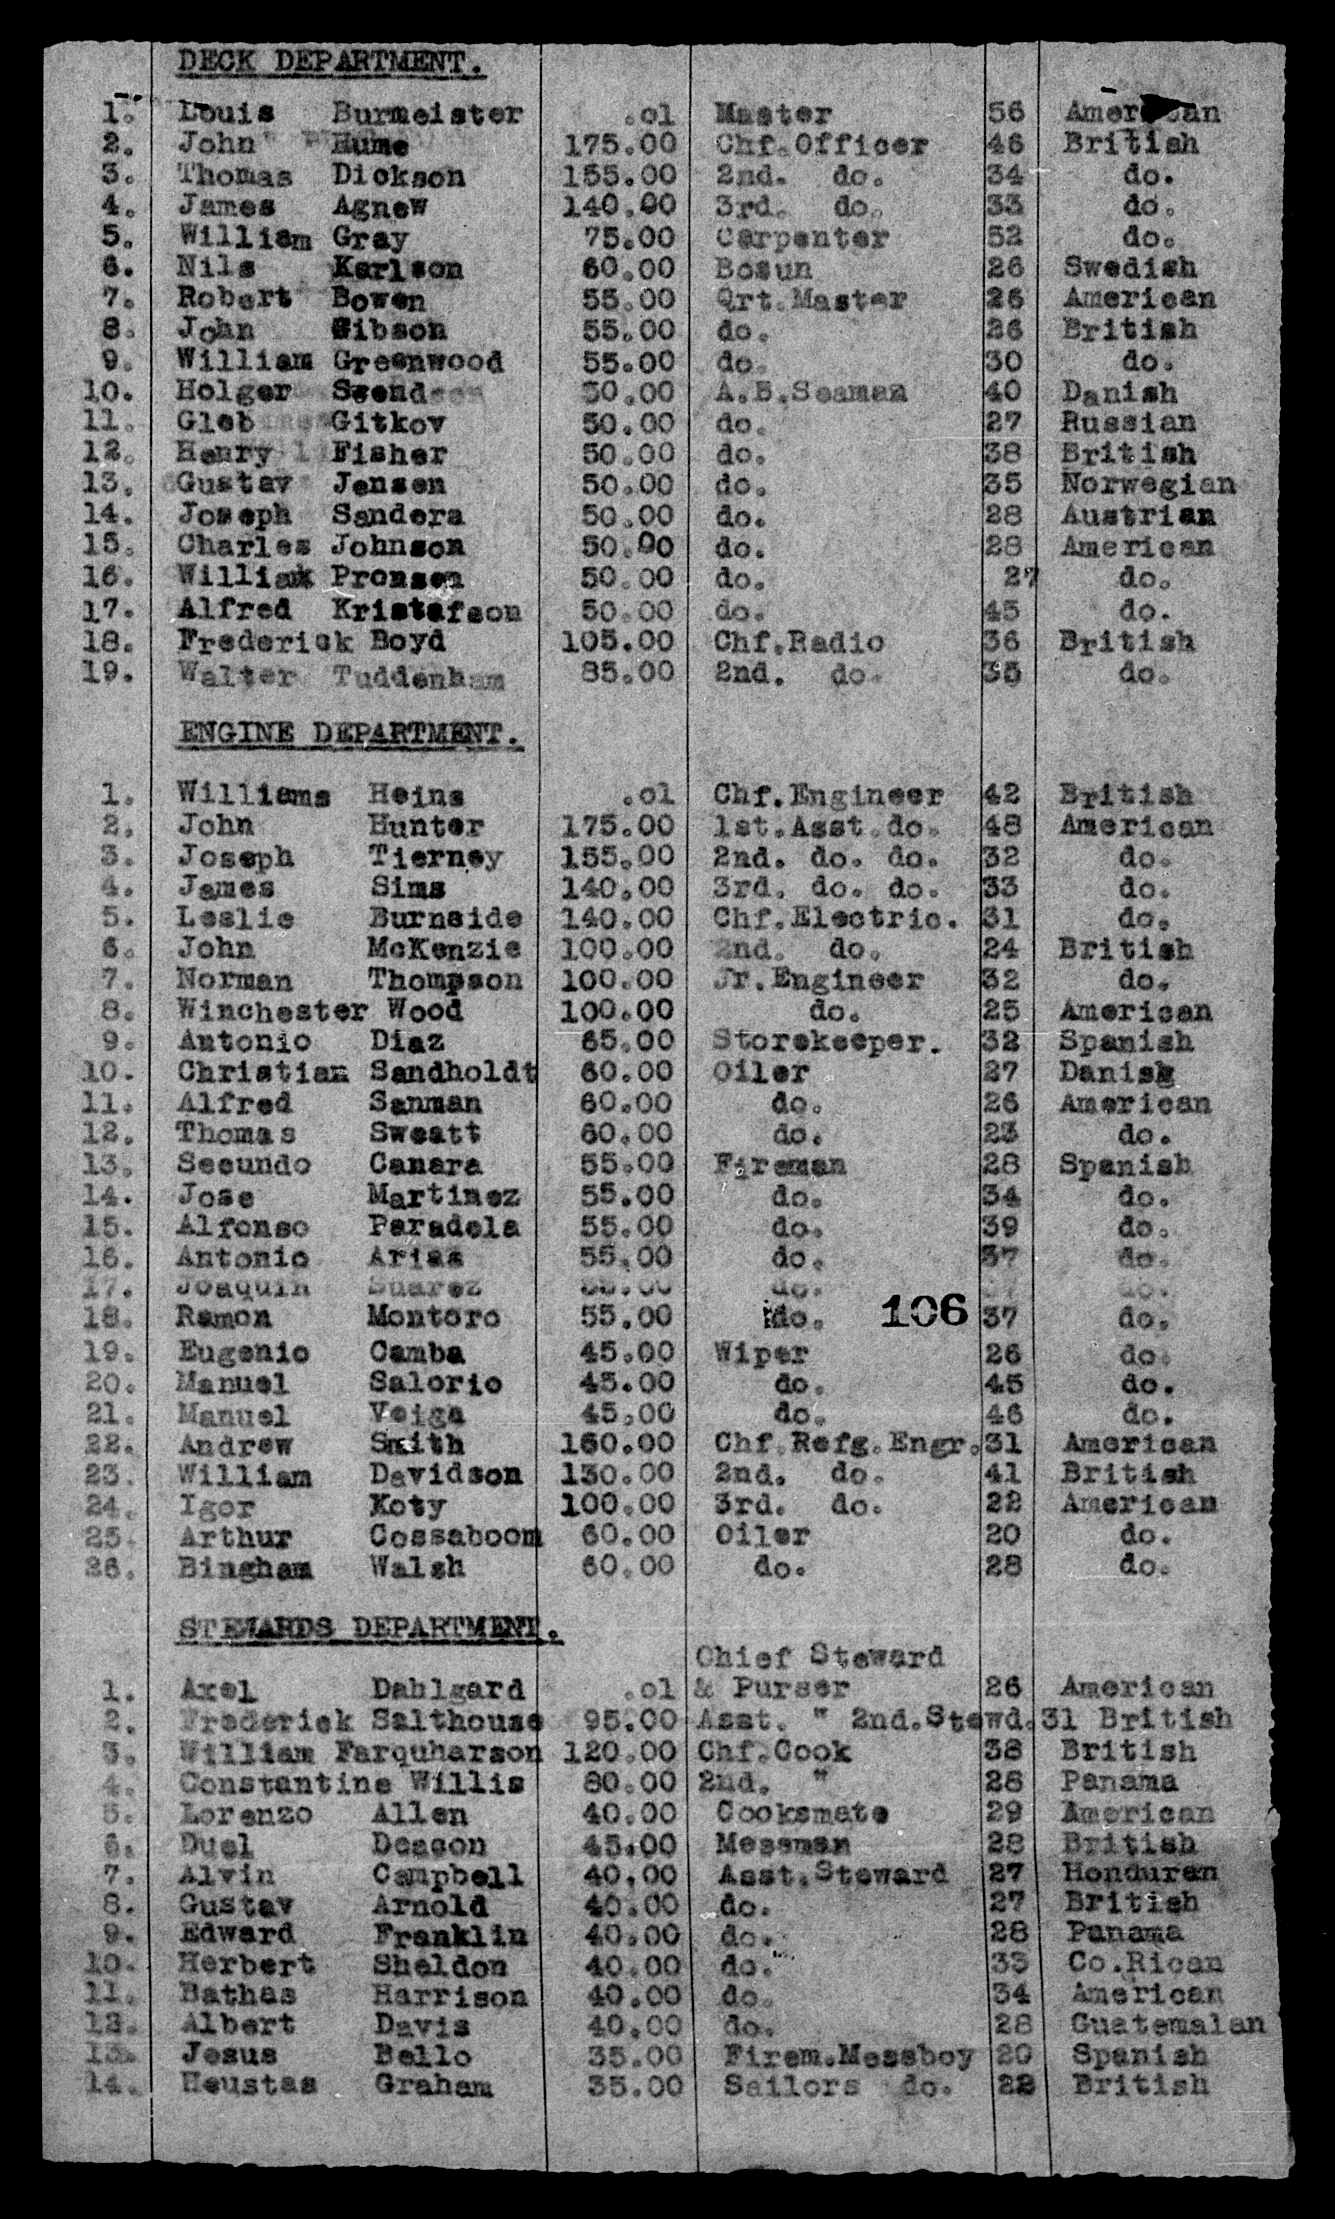 DECK DEPARTMENT.
1. Louis Burmeister .01 Master 56 American
2. John Hume 175.00 Chf.Officer 46 British
3. Thomas Dickson 155.00 2nd. do. 34 do.
4. James Agnew 140.00 3rd. do. 33 do.
5. William Gray 75.00 Carpenter 52 do.
6. Nils Karlson 60.00 Bosun 26 Swedish
7. Robert Bowen 55.00 Qrt.Master 26 American
8. John Gibson 55.00 do. 26 British
9. William Greenwood 55.00 do. 30 do.
10. Holger 50.00 A.B.Seaman 40 Danish
11. Gleb Gitkov 50.00 do. 27 Russian
12. Henry Fisher 50.00 do. 38 British
13. Gustav Jensen 50.00 do. 35 Norwegian
14. Joseph Sandera 50.00 do. 28 Austrian
15. Charles Johnson 50.00 do. 28 American
16. William Pronsen 50.00 do. 27 do.
17. Alfred Kristafson 50.00 do. 45 do.
18. Frederick Boyd 105.00 Chf.Radio 36 British
19. Walter Tuddenham 85.00 2nd. do. 35 do.
ENGINE DEPARTMENT.
1. Williams Heins .01 Chf.Engineer 42 British
2. John Hunter 175.00 1st.Asst.do. 48 American
3. Joseph Tierney 155.00 2nd. do. do. 32 do.
4. James Sims 140.00 3rd. do. do. 33 do.
5. Leslie Burnside 140.00 Chf.Electric. 31 do.
6. John McKenzie 100.00 2nd. do. 24 British
7. Norman Thompson 100.00 Jr.Engineer 32 do.
8. Winchester Wood 100.00 do. 25 American
9. Antonio Diaz 65.00 Storekeeper. 32 Spanish
10. Christian Sandholdt 60.00 Oiler 27 Danish
11. Alfred Sanman 60.00 do. 26 American
12. Thomas Sweatt 60.00 do. 23 do.
13. Secundo Canara 55.00 Fireman 28 Spanish
14. Jose Martinez 55.00 do. 34 do.
15. Alfonso Paradela 55.00 do. 39 do.
16. Antonio Arias 55.00 do. 37 do.
17. Joaquin Suarez 55.00 do. do.
18. Ramon Montoro 55.00 do. 106 37 do.
19. Eugenio Camba 45.00 Wiper 26 do.
20. Manuel Salorio 45.00 do. 45 do.
21. Manuel Veiga 45.00 do. 46 do.
22. Andrew Smith 160.00 Chf.Refg.Engr. 31 American
23. William Davidson 130.00 2nd. do. 41 British
24. Igor Koty 100.00 3rd. do. 22 American
25. Arthur Cossaboom 60.00 Oiler 20 do.
26. Bingham Walsh 60.00 do. 28 do.
STEWARDS DEPARTMENT.
Chief Steward
1. Axel Dahlgard .01 & Purser 26 American
2. Frederick Salthouse 95.00 Asst. " 2nd.Stewd. 31 British
3. William Farquharson 120.00 Chf.Cook 38 British
4. Constantine Willis 80.00 2nd. " 28 Panama
5. Lorenzo Allen 40.00 Cooksmate 29 American
6. Duel Deacon 45.00 Messman 28 British
7. Alvin Campbell 40.00 Asst.Steward 27 Honduran
8. Gustav Arnold 40.00 do. 27 British
9. Edward Franklin 40.00 do. 28 Panama
10. Herbert Sheldon 40.00 do. 33 Co.Rican
11. Bathas Harrison 40.00 do. 34 American
12. Albert Davis 40.00 do. 28 Guatemalan
13. Jesus Bello 35.00 Firem.Messboy 20 Spanish
14. Heustas Graham 35.00 Sailors do. 22 British